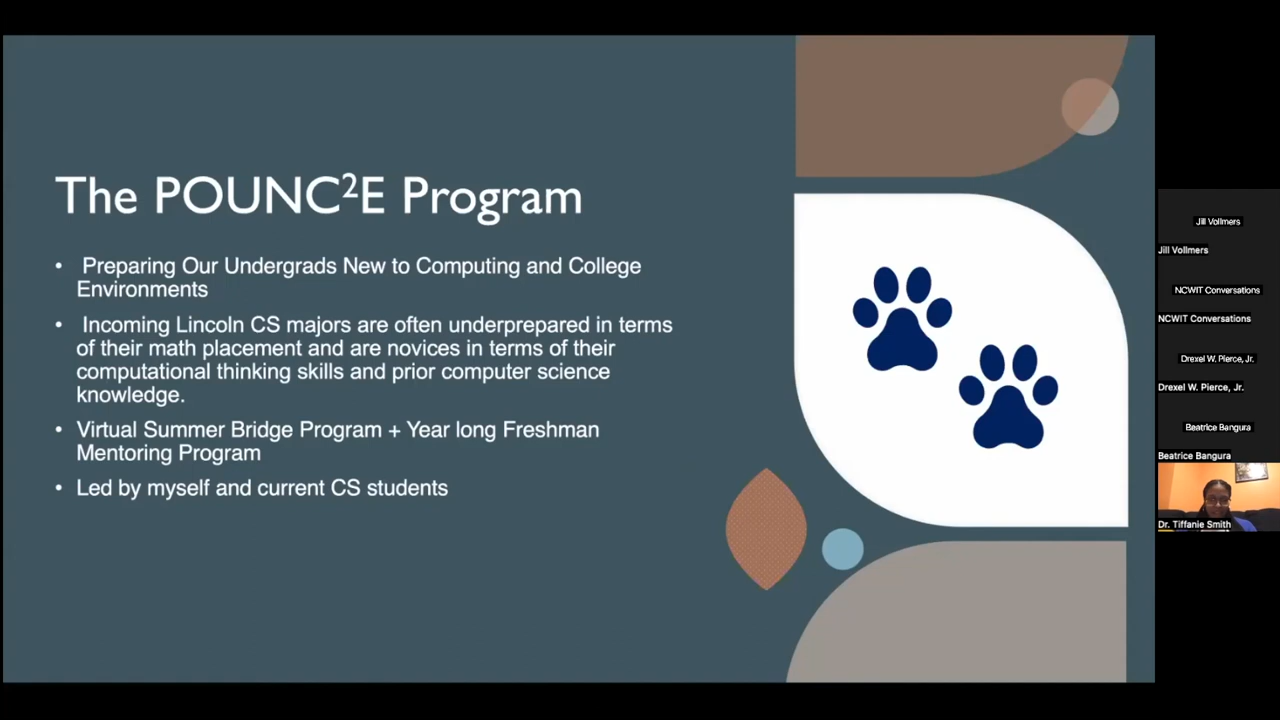 The POUNC²E Program
• Preparing Our Undergrads New to Computing and College
Environments
• Incoming Lincoln CS majors are often underprepared in terms
of their math placement and are novices in terms of their
computational thinking skills and prior computer science
knowledge.
• Virtual Summer Bridge Program + Year long Freshman
Mentoring Program
• Led by myself and current CS students
Jill Vollmers
Jill Vollmers
NCWIT Conversations
NCWIT Conversations
Drexel W. Pierce, Jr.
Drexel W. Pierce, Jr.
Beatrice Bangura
Beatrice Bangura
Dr. Tiffanie Smith